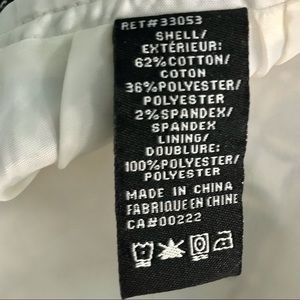 RET#33053
SHELL/
EXTÉRIEUR:
62%COTTON/
COTON
36%POLYESTER/
POLYESTER
2%SPANDEX/
SPANDEX
LINING/
DOUBLURE:
100%POLYESTER/
POLYESTER
MADE IN CHINA
FABRIQUE EN CHINE
CA#00222